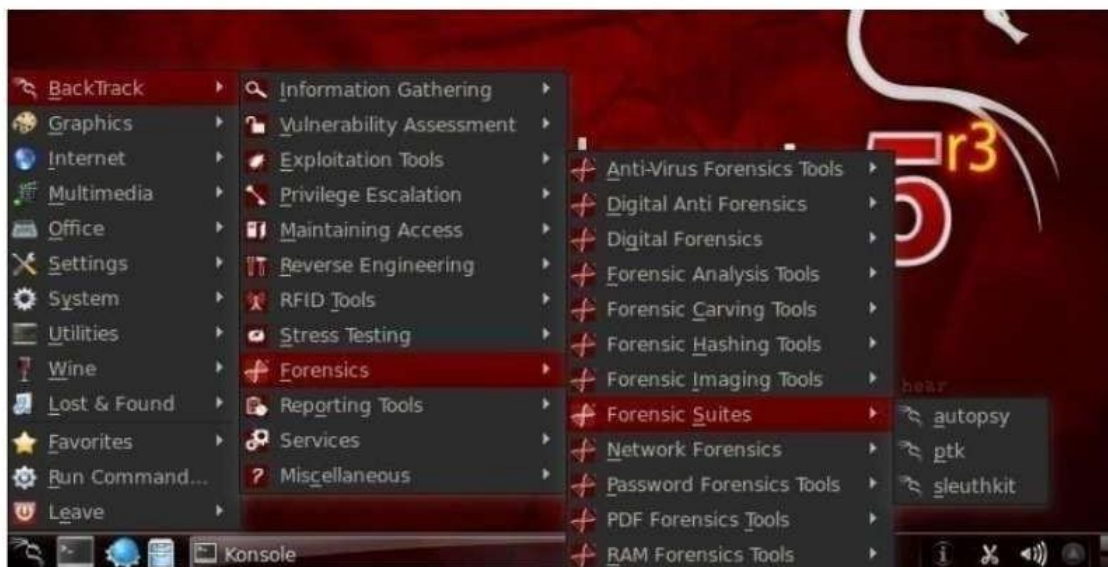 BackTrack
Graphics
Internet
Multimedia
Office
Settings
System
Utilities
Wine
Lost & Found
Favorites
Run Command...
Leave
Information Gathering
Vulnerability Assessment
Exploitation Tools
Privilege Escalation
Maintaining Access
Reverse Engineering
RFID Tools
Stress Testing
Forensics
Reporting Tools
Services
Miscellaneous
Anti-Virus Forensics Tools
Digital Anti Forensics
Digital Forensics
Forensic Analysis Tools
Forensic Carving Tools
Forensic Hashing Tools
Forensic Imaging Tools
Forensic Suites
Network Forensics
Password Forensics Tools
PDF Forensics Tools
RAM Forensics Tools
autopsy
ptk
sleuthkit
5 r3
hear
Konsole